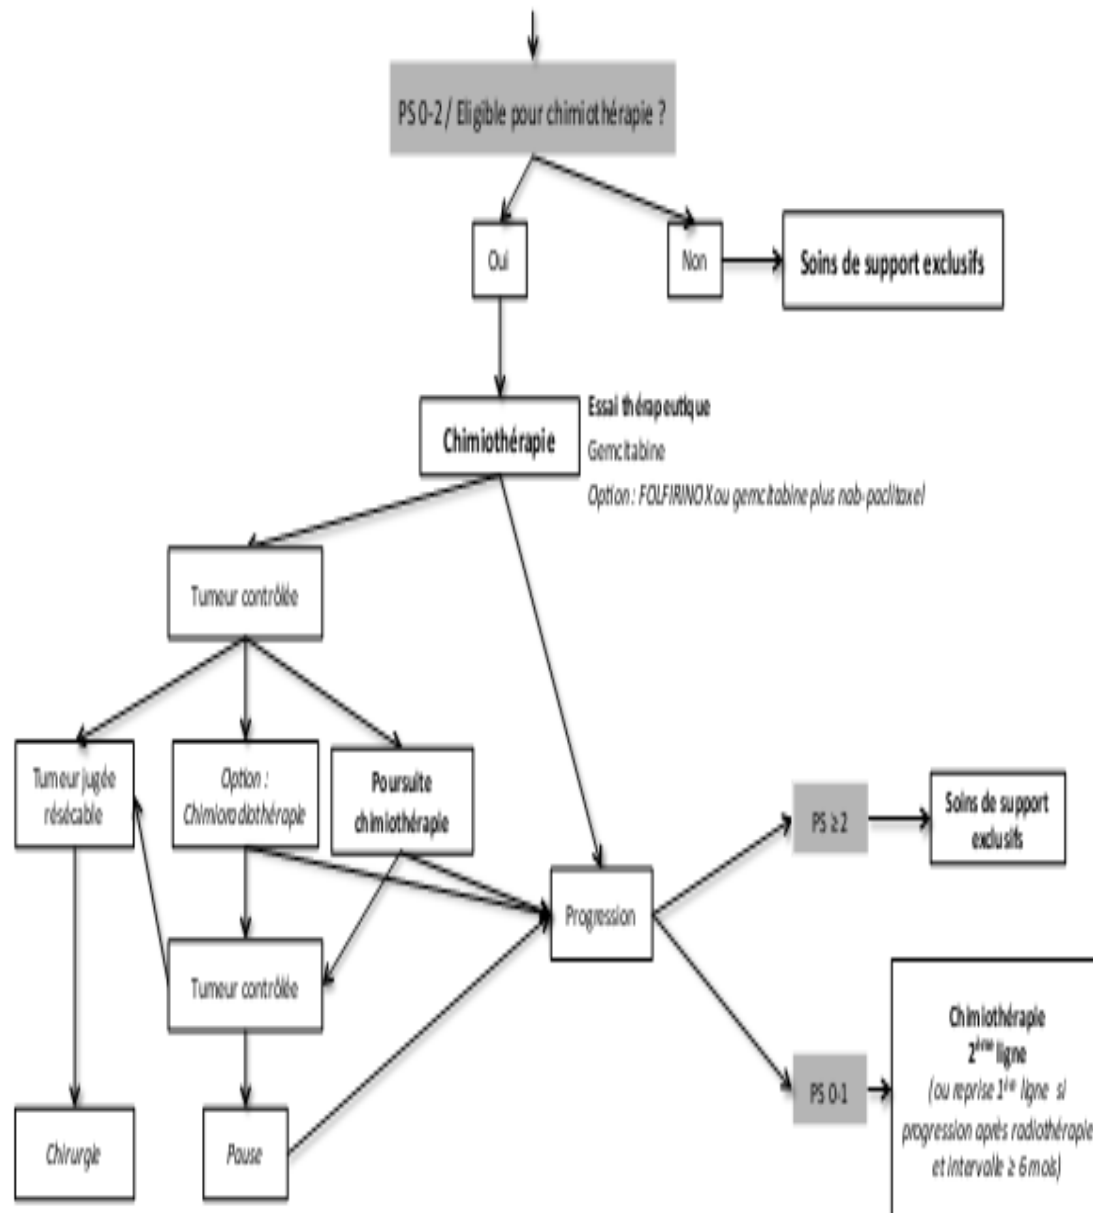 PS 0-2 / Eligible pour chimiothérapie ?
Oui
Non
Soins de support exclusifs
Chimiothérapie
Essai thérapeutique
Gemcitabine
Option : FOLFIRINOX ou gemcitabine plus nab-paclitaxel
Tumeur contrôlée
Tumeur jugée
résécable
Option :
Chimioradiothérapie
Poursuite
chimiothérapie
PS ≥ 2
Soins de support
exclusifs
Progression
Tumeur contrôlée
Chimiothérapie
2ème ligne
(ou reprise 1ère ligne si
progression après radiothérapie
et intervalle ≥ 6 mois)
PS 0-1
Chirurgie
Pause